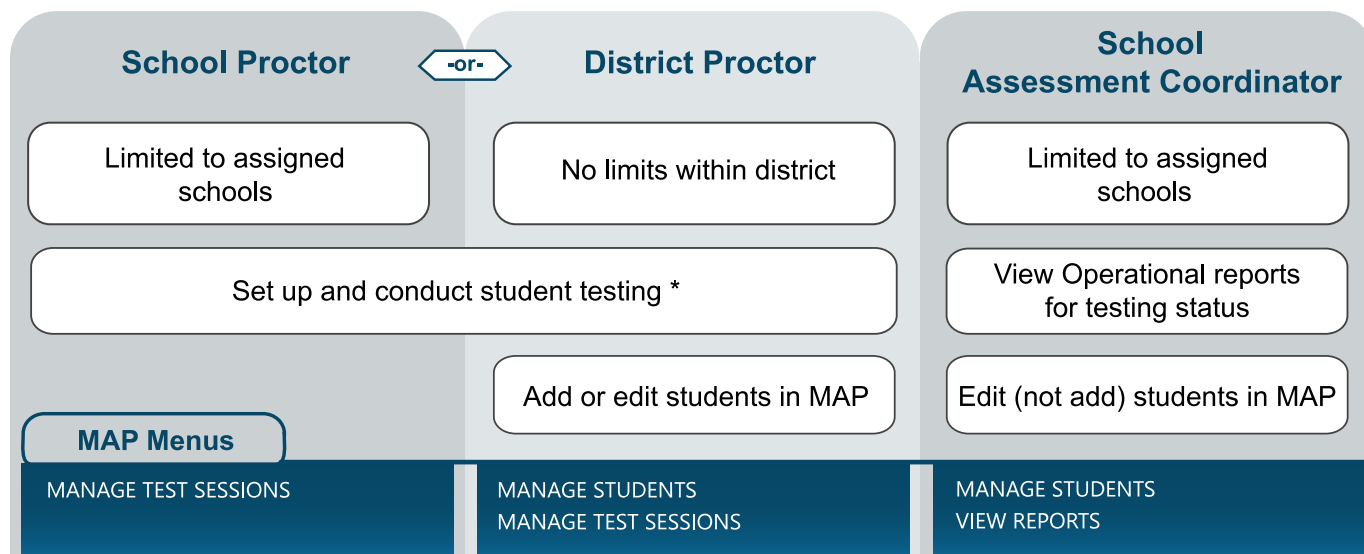 School Proctor
-or-
District Proctor
School
Assessment Coordinator
Limited to assigned
schools
No limits within district
Limited to assigned
schools
Set up and conduct student testing *
View Operational reports
for testing status
Add or edit students in MAP
Edit (not add) students in MAP
MAP Menus
MANAGE TEST SESSIONS
MANAGE STUDENTS
MANAGE TEST SESSIONS
MANAGE STUDENTS
VIEW REPORTS